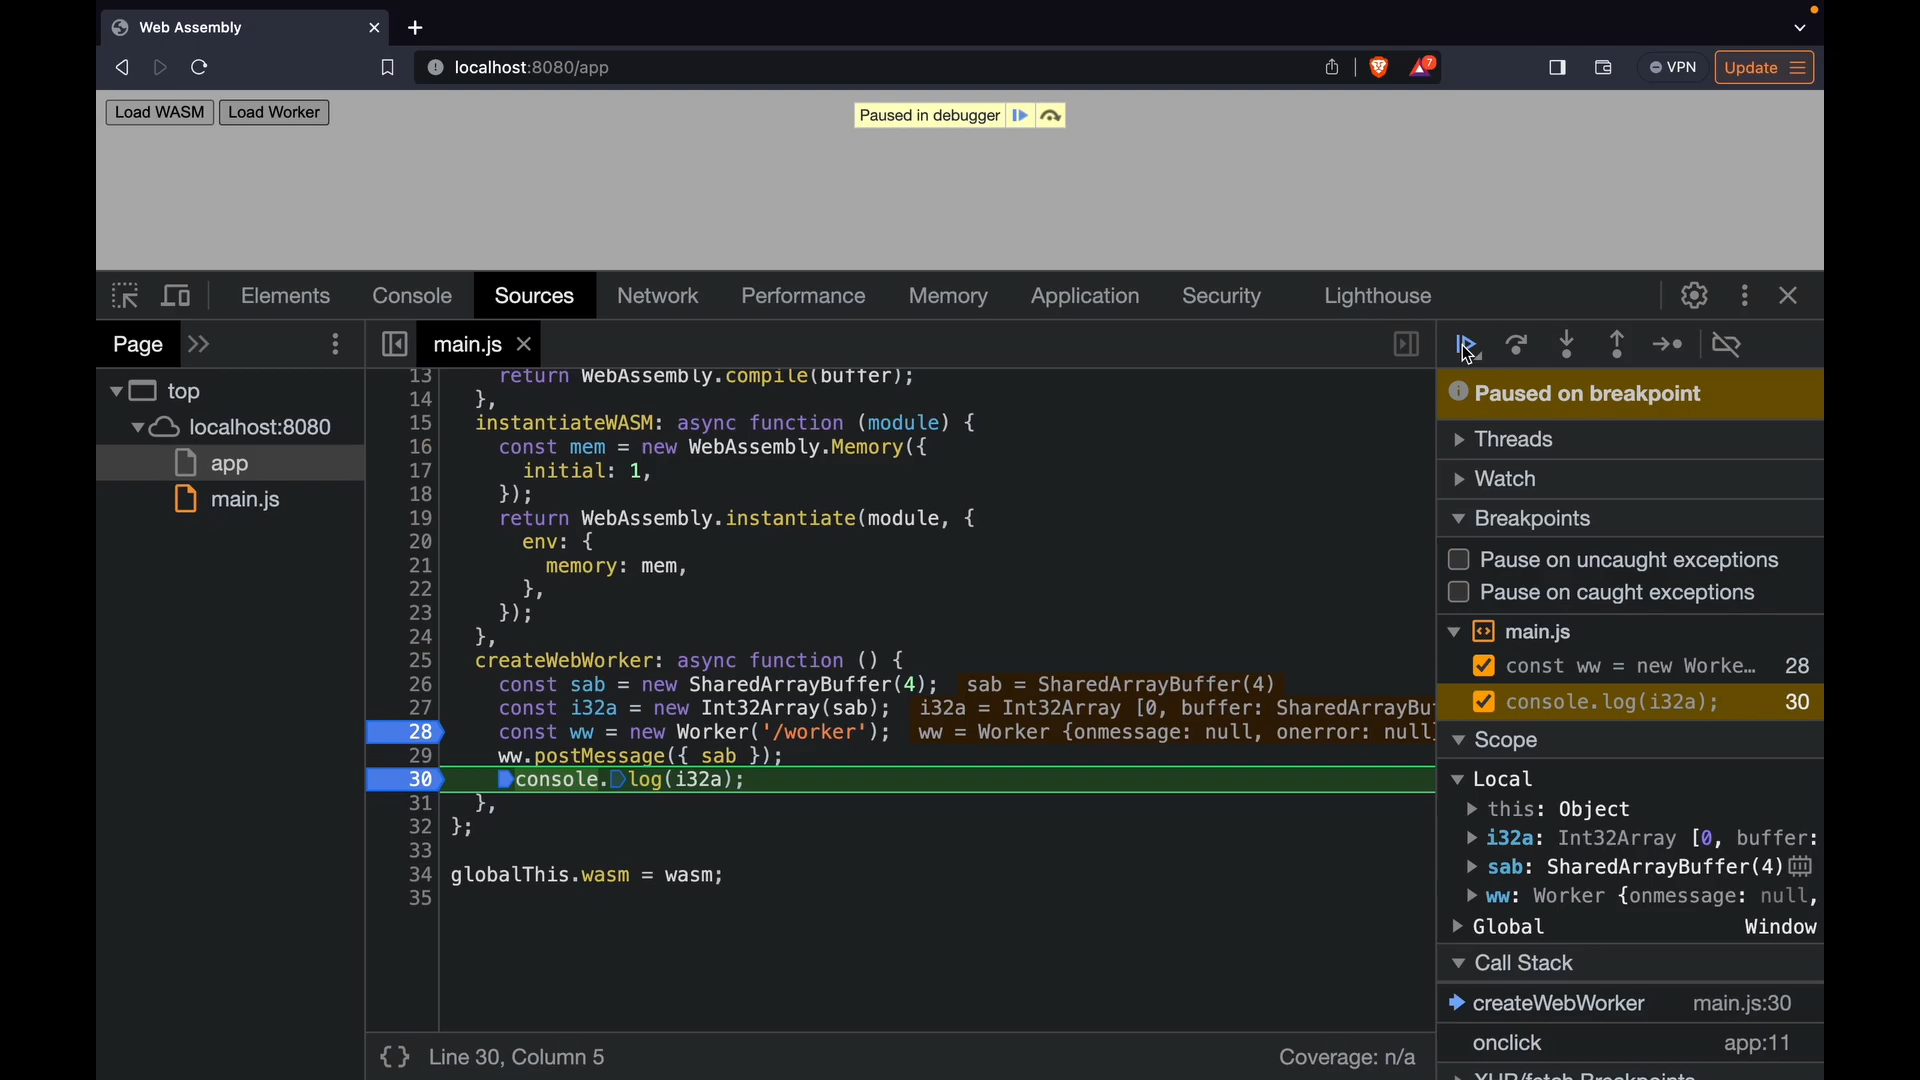 Web Assembly
localhost:8080/app
7
VPN
Update
Load WASM
Load Worker
Paused in debugger
Elements
Console
Sources
Network
Performance
Memory
Application
Security
Lighthouse
Page
main.js
top
localhost:8080
app
main.js
13 return WebAssembly.compile(buffer);
14 },
15 instantiateWASM: async function (module) {
16 const mem = new WebAssembly.Memory({
17 initial: 1,
18 });
19 return WebAssembly.instantiate(module, {
20 env: {
21 memory: mem,
22 },
23 });
24 },
25 createWebWorker: async function () {
26 const sab = new SharedArrayBuffer(4); sab = SharedArrayBuffer(4)
27 const i32a = new Int32Array(sab); i32a = Int32Array [0, buffer: SharedArrayBu
28 const ww = new Worker('/worker'); ww = Worker {onmessage: null, onerror: null
29 ww.postMessage({ sab });
30 console.log(i32a);
31 },
32 };
33
34 globalThis.wasm = wasm;
35
{} Line 30, Column 5
Coverage: n/a
Paused on breakpoint
Threads
Watch
Breakpoints
Pause on uncaught exceptions
Pause on caught exceptions
main.js
const ww = new Worke… 28
console.log(i32a); 30
Scope
Local
this: Object
i32a: Int32Array [0, buffer:
sab: SharedArrayBuffer(4)
ww: Worker {onmessage: null,
Global Window
Call Stack
createWebWorker main.js:30
onclick app:11
XHR/fetch Breakpoints